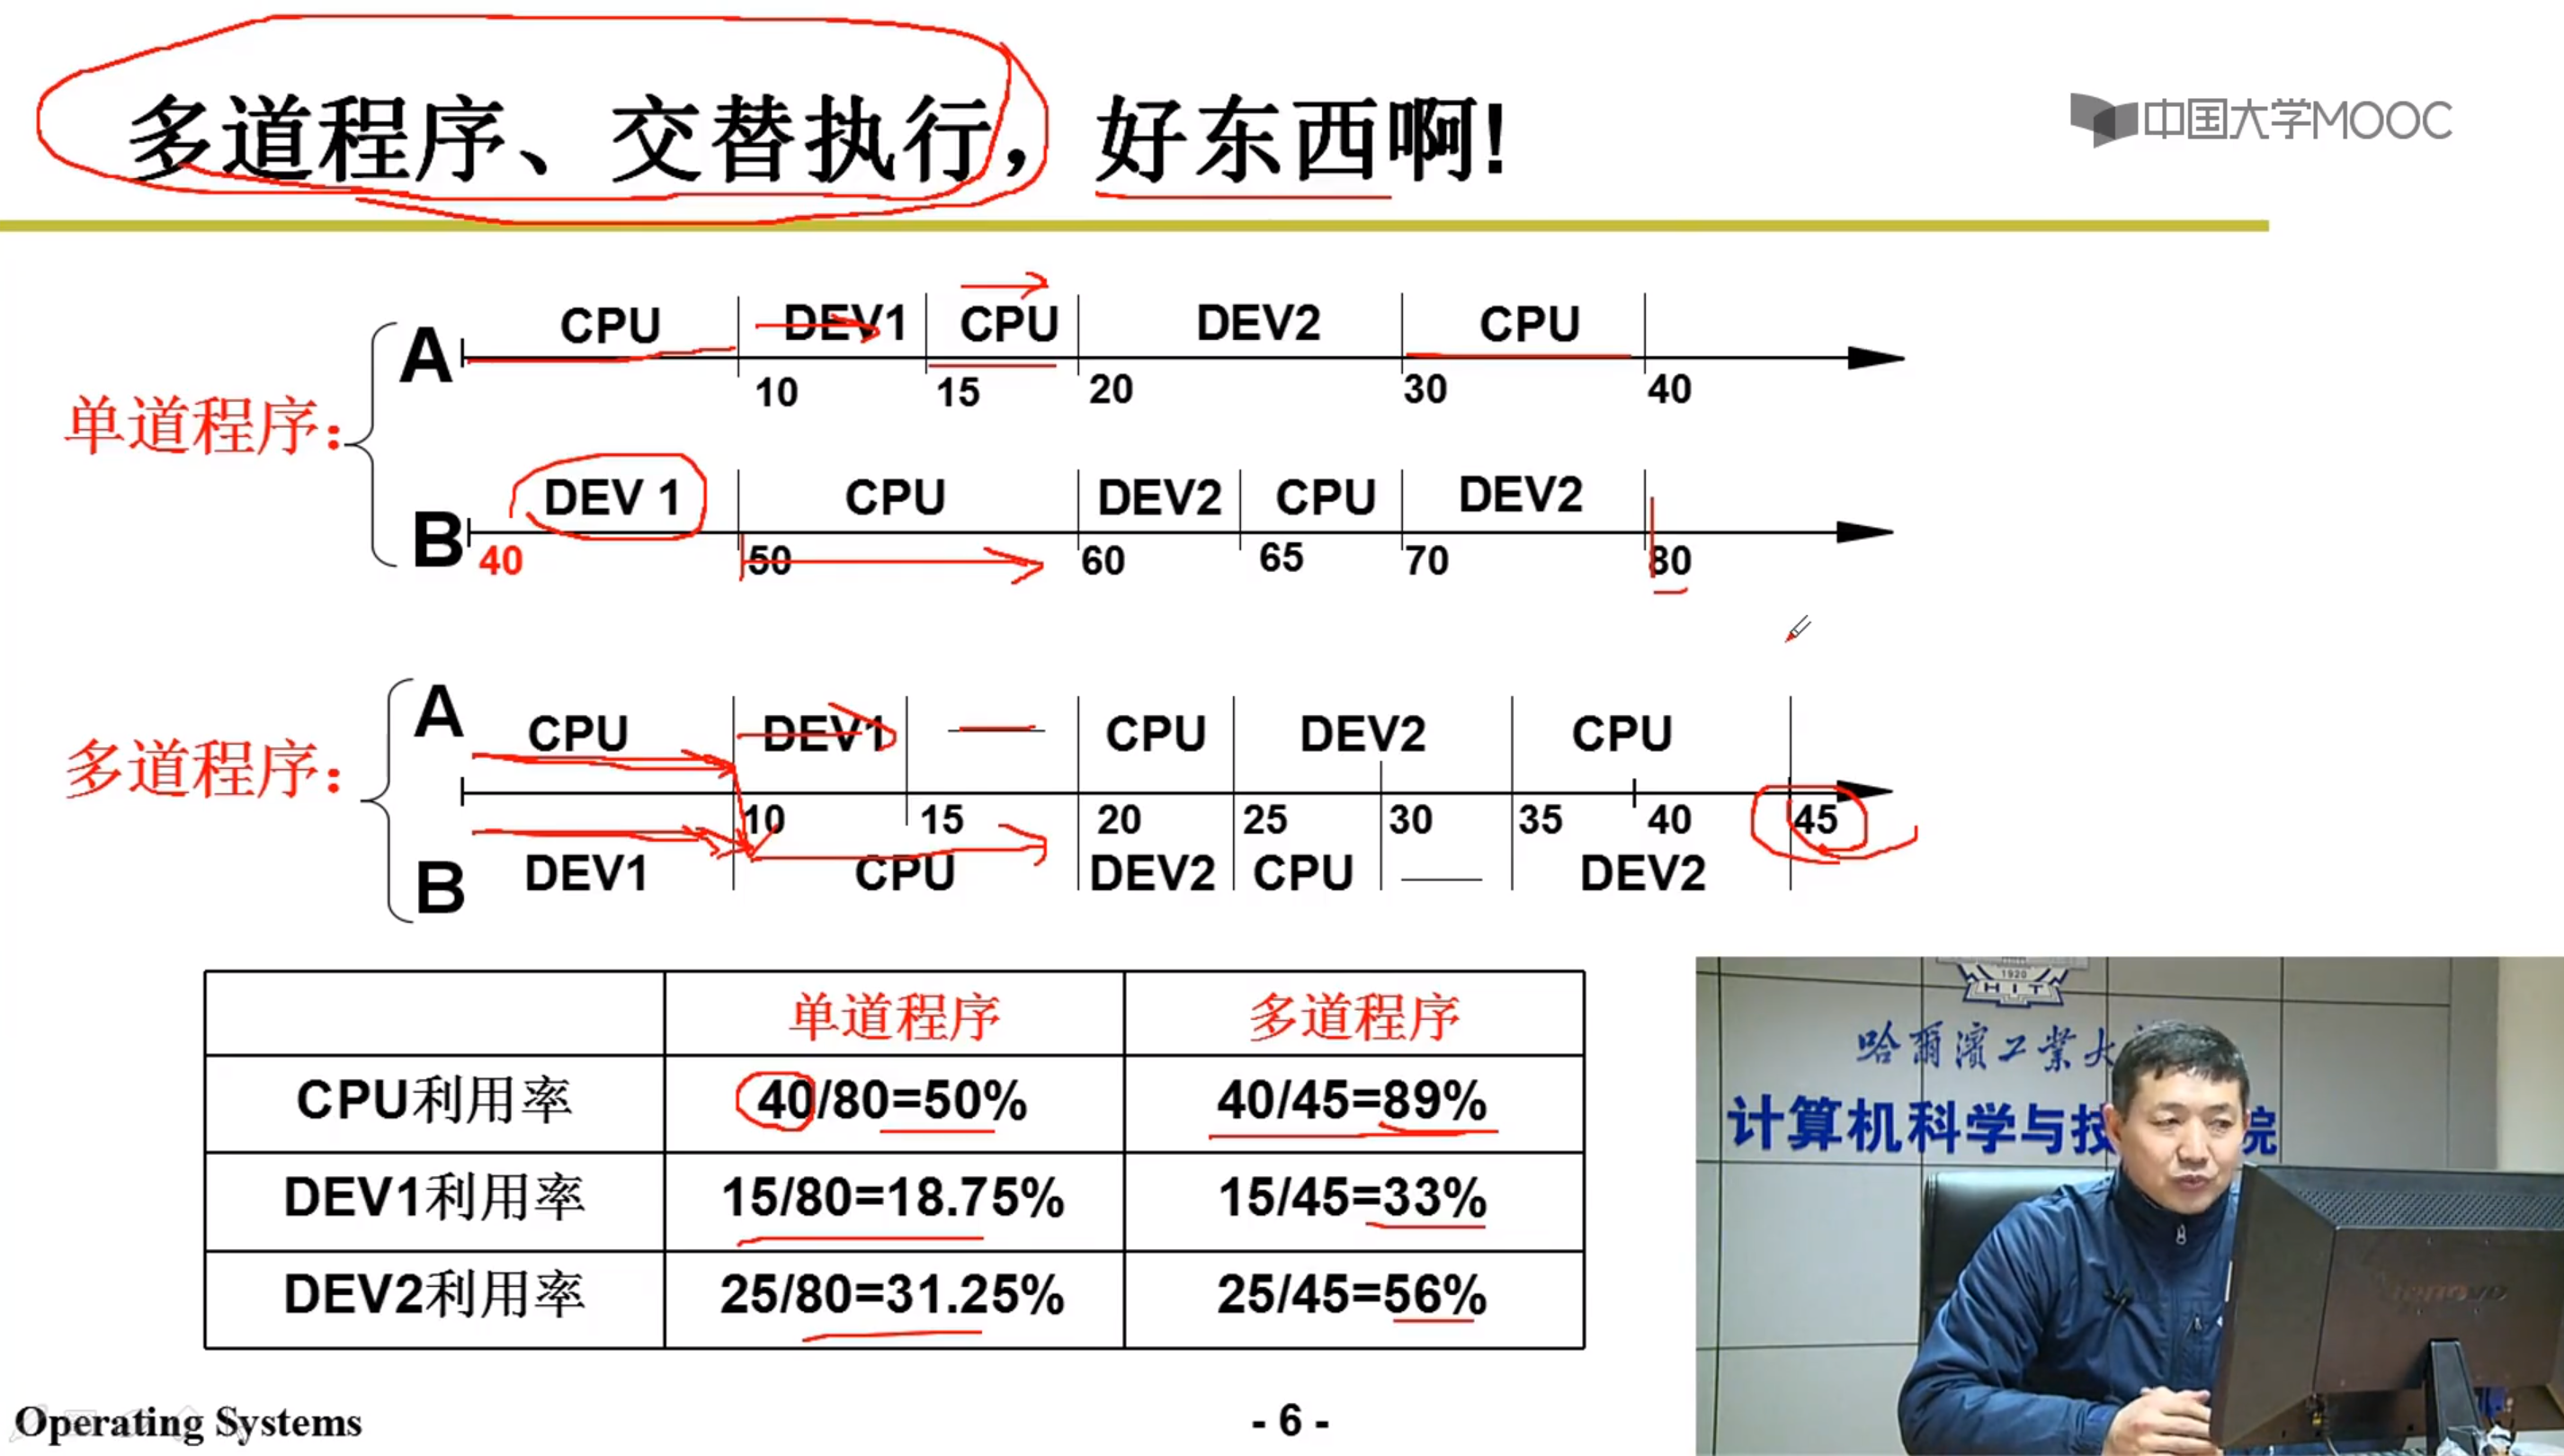 多道程序、交替执行，好东西啊!
中国大学MOOC
单道程序：
A
CPU DEV1 CPU DEV2 CPU
10 15 20 30 40
B
DEV 1 CPU DEV2 CPU DEV2
40 50 60 65 70 80
多道程序：
A
CPU DEV1 — CPU DEV2 CPU
10 15 20 25 30 35 40 45
B
DEV1 CPU DEV2 CPU — DEV2
单道程序 多道程序
CPU利用率 40/80=50% 40/45=89%
DEV1利用率 15/80=18.75% 15/45=33%
DEV2利用率 25/80=31.25% 25/45=56%
1920
HIT
哈尔滨工业大
计算机科学与技 院
lenovo
Operating Systems
- 6 -